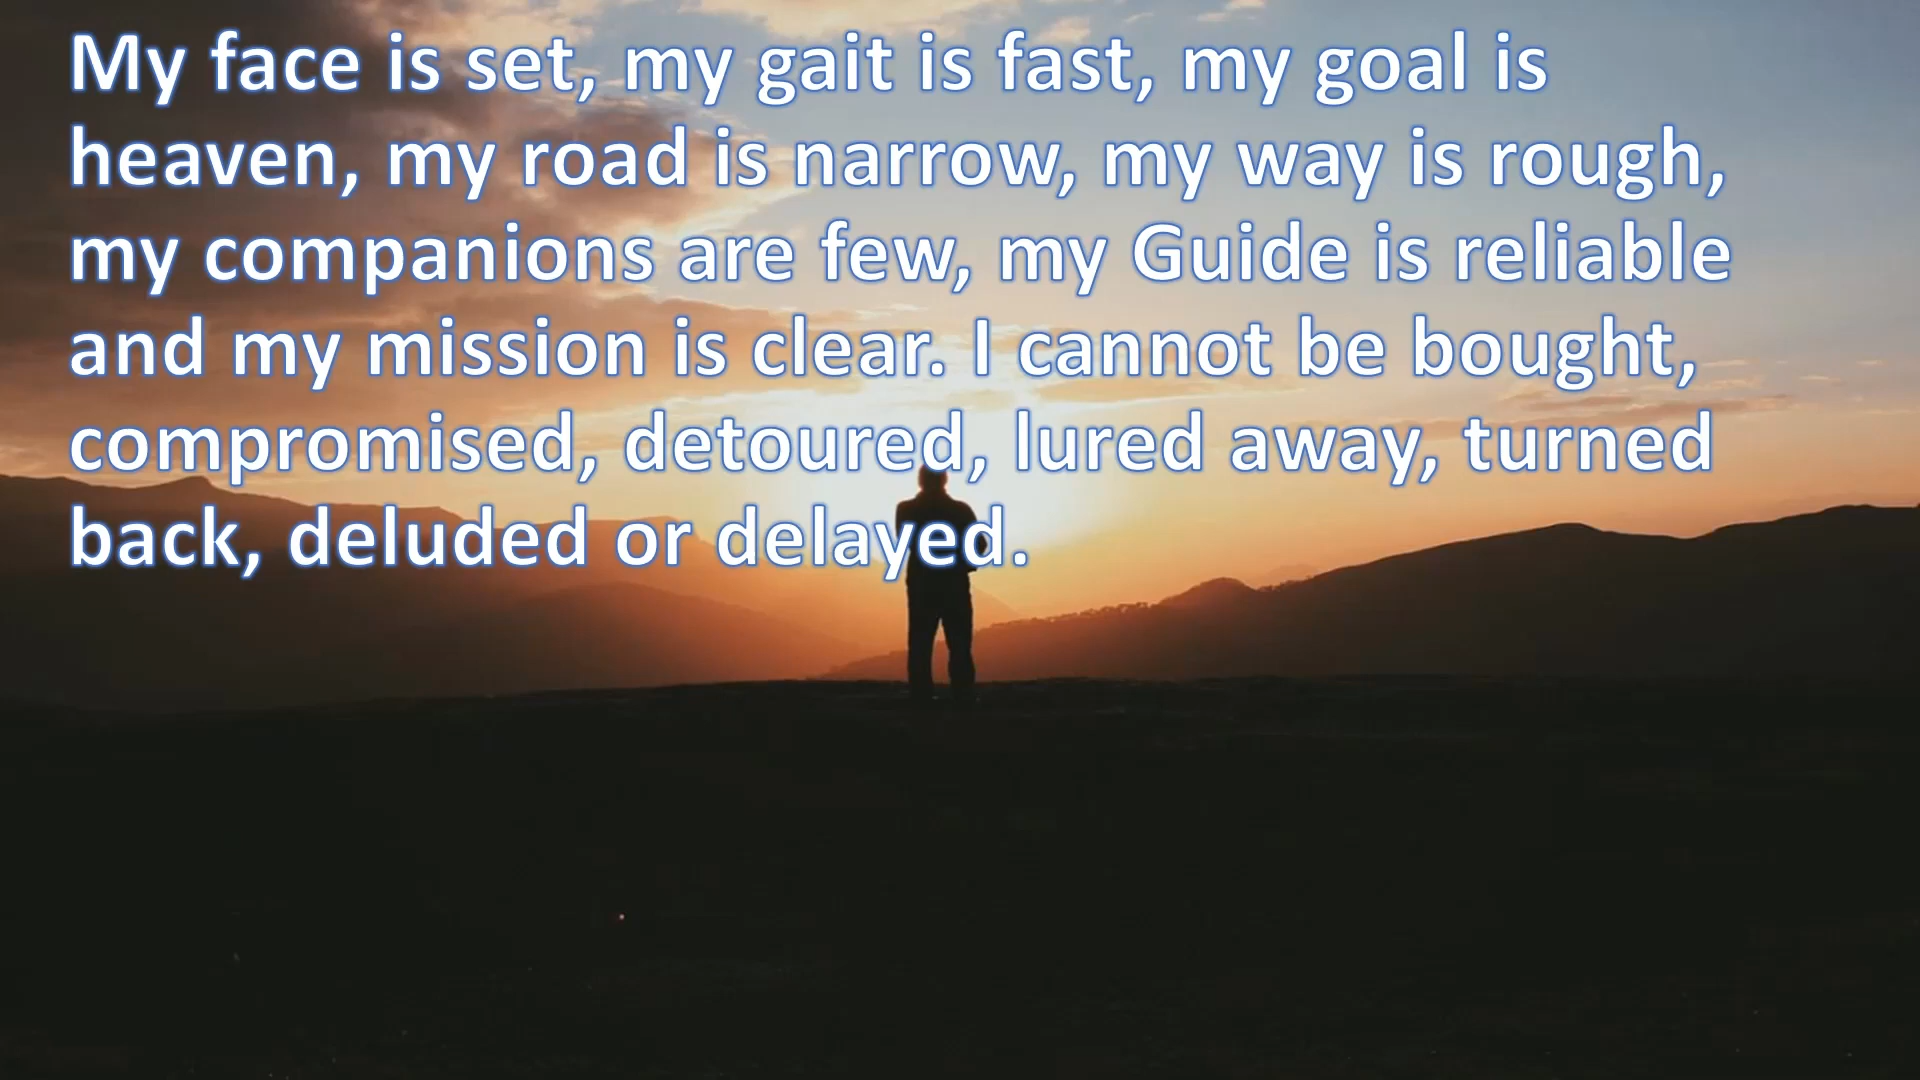 My face is set, my gait is fast, my goal is
heaven, my road is narrow, my way is rough,
my companions are few, my Guide is reliable
and my mission is clear. I cannot be bought,
compromised, detoured, lured away, turned
back, deluded or delayed.